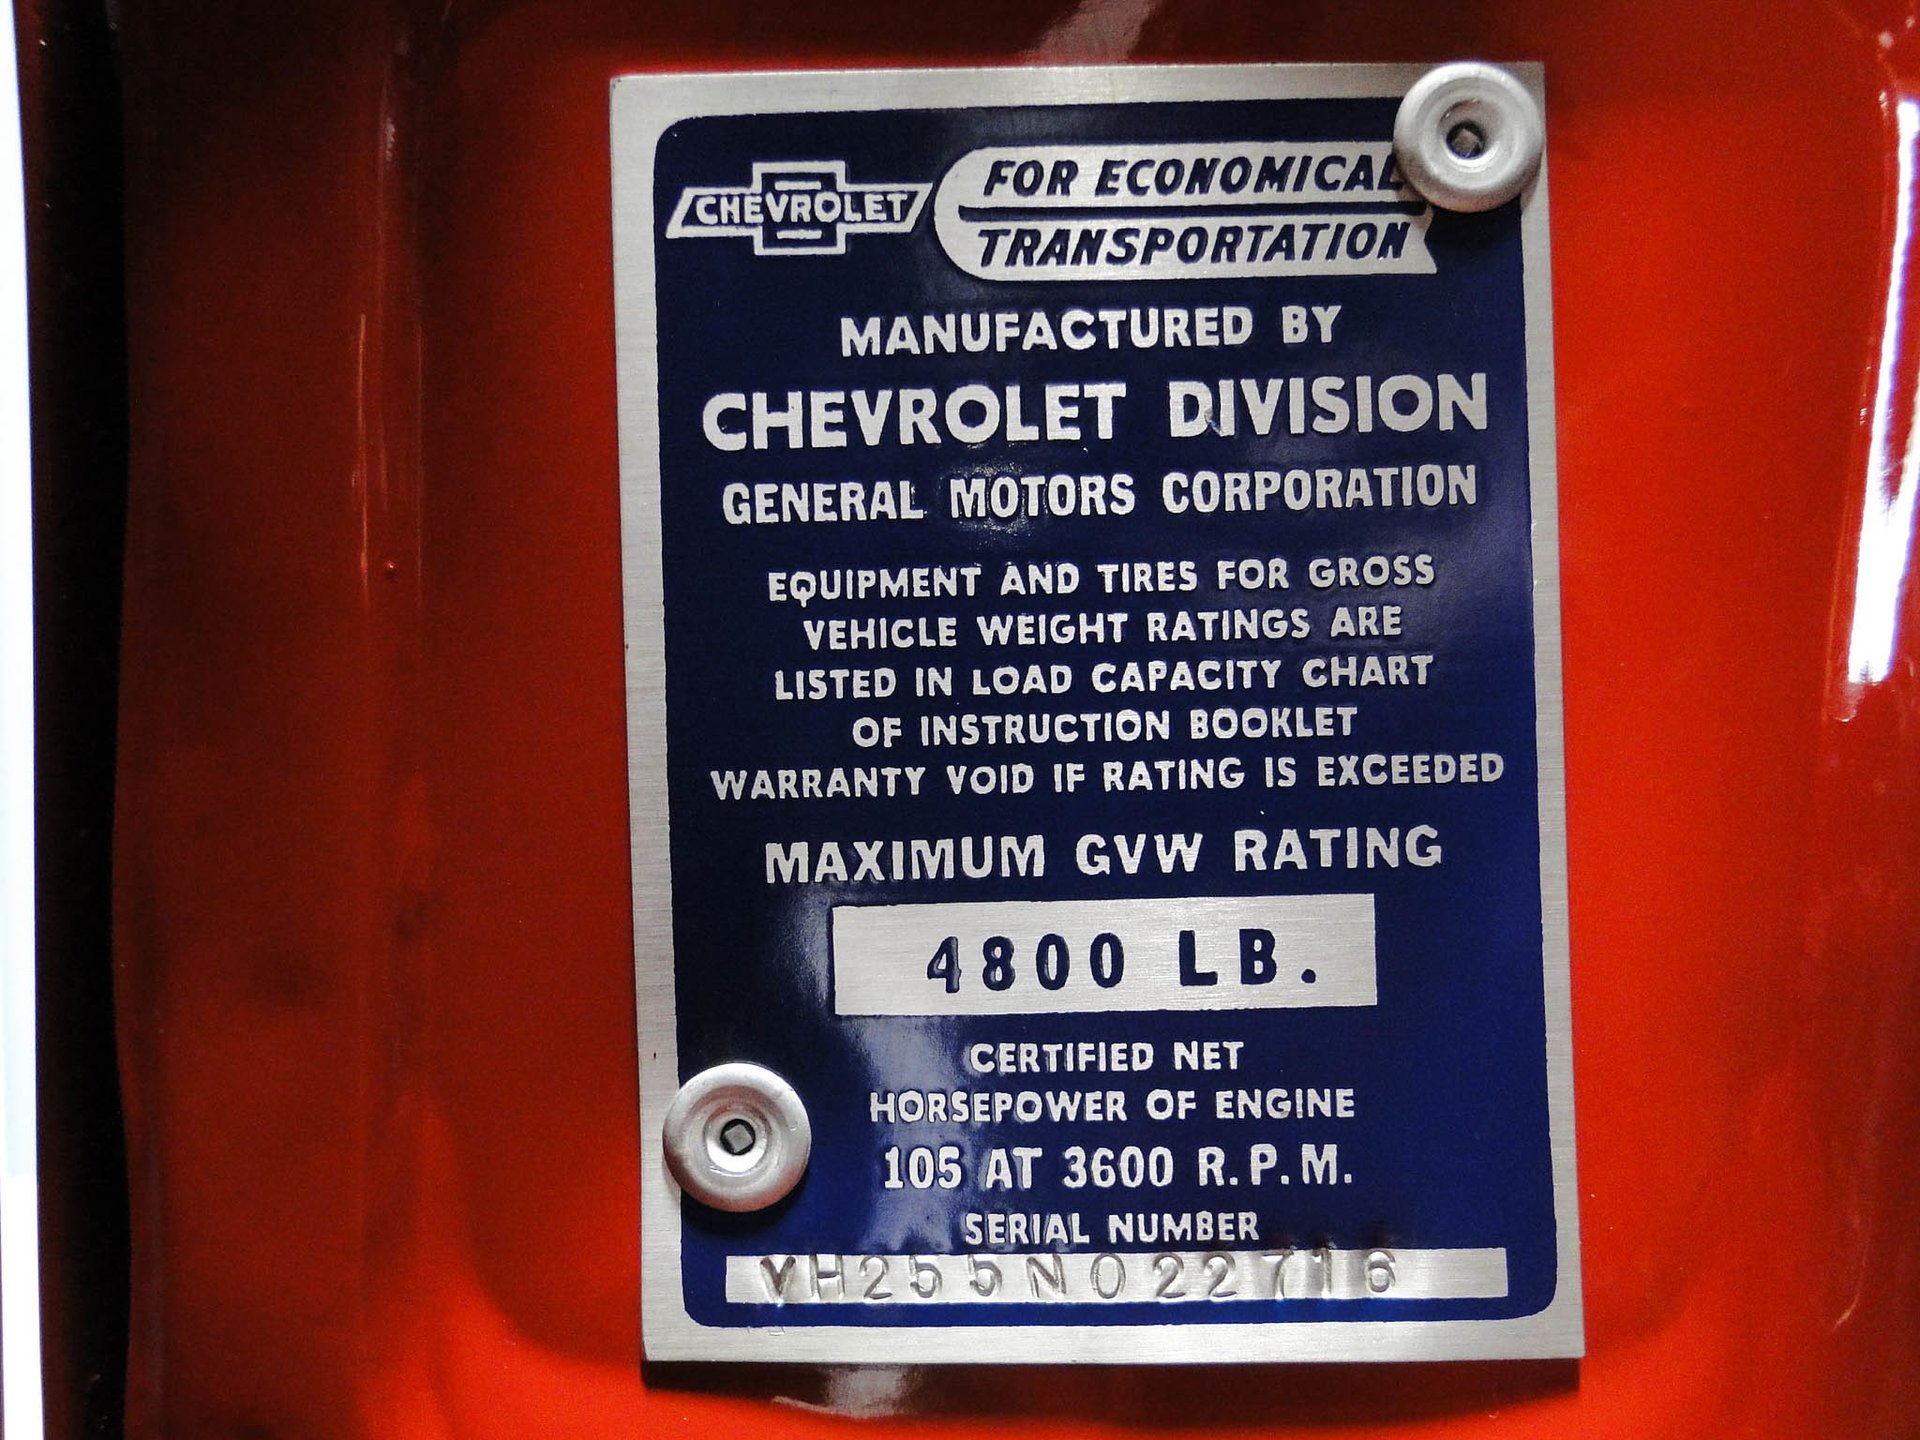 CHEVROLET
FOR ECONOMICAL
TRANSPORTATION
MANUFACTURED BY
CHEVROLET DIVISION
GENERAL MOTORS CORPORATION
EQUIPMENT AND TIRES FOR GROSS
VEHICLE WEIGHT RATINGS ARE
LISTED IN LOAD CAPACITY CHART
OF INSTRUCTION BOOKLET
WARRANTY VOID IF RATING IS EXCEEDED
MAXIMUM GVW RATING
4800 LB.
CERTIFIED NET
HORSEPOWER OF ENGINE
105 AT 3600 R.P.M.
SERIAL NUMBER
VH255N022716